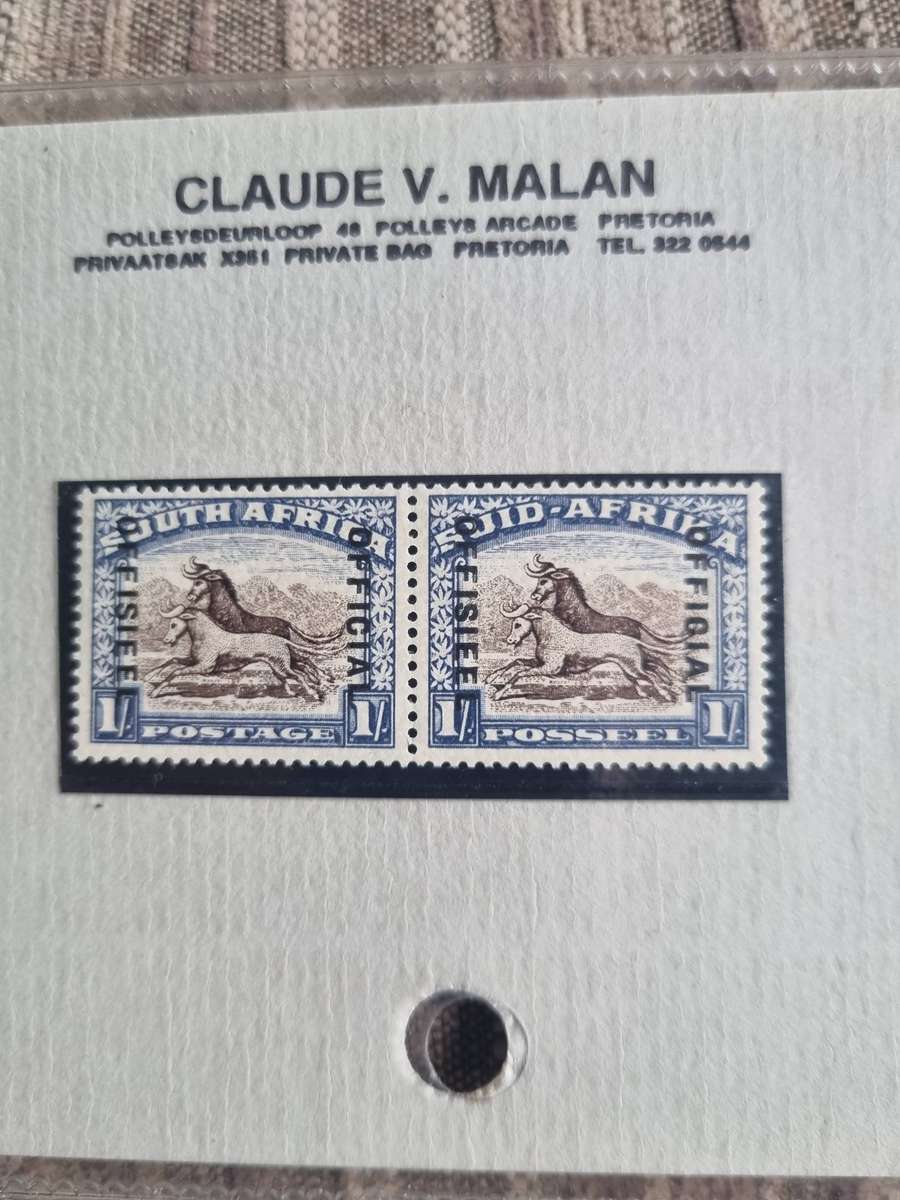 CLAUDE V. MALAN
POLLEYSDEURLOOP 48 POLLEYS ARCADE PRETORIA
PRIVAATSAK X351 PRIVATE BAG PRETORIA TEL. 322 0544
SOUTH AFRICA
OFFISIEEL
OFFICIAL
1/- POSTAGE 1/-
SUID-AFRIKA
OFFISIEEL
OFFICIAL
1/- POSSEEL 1/-